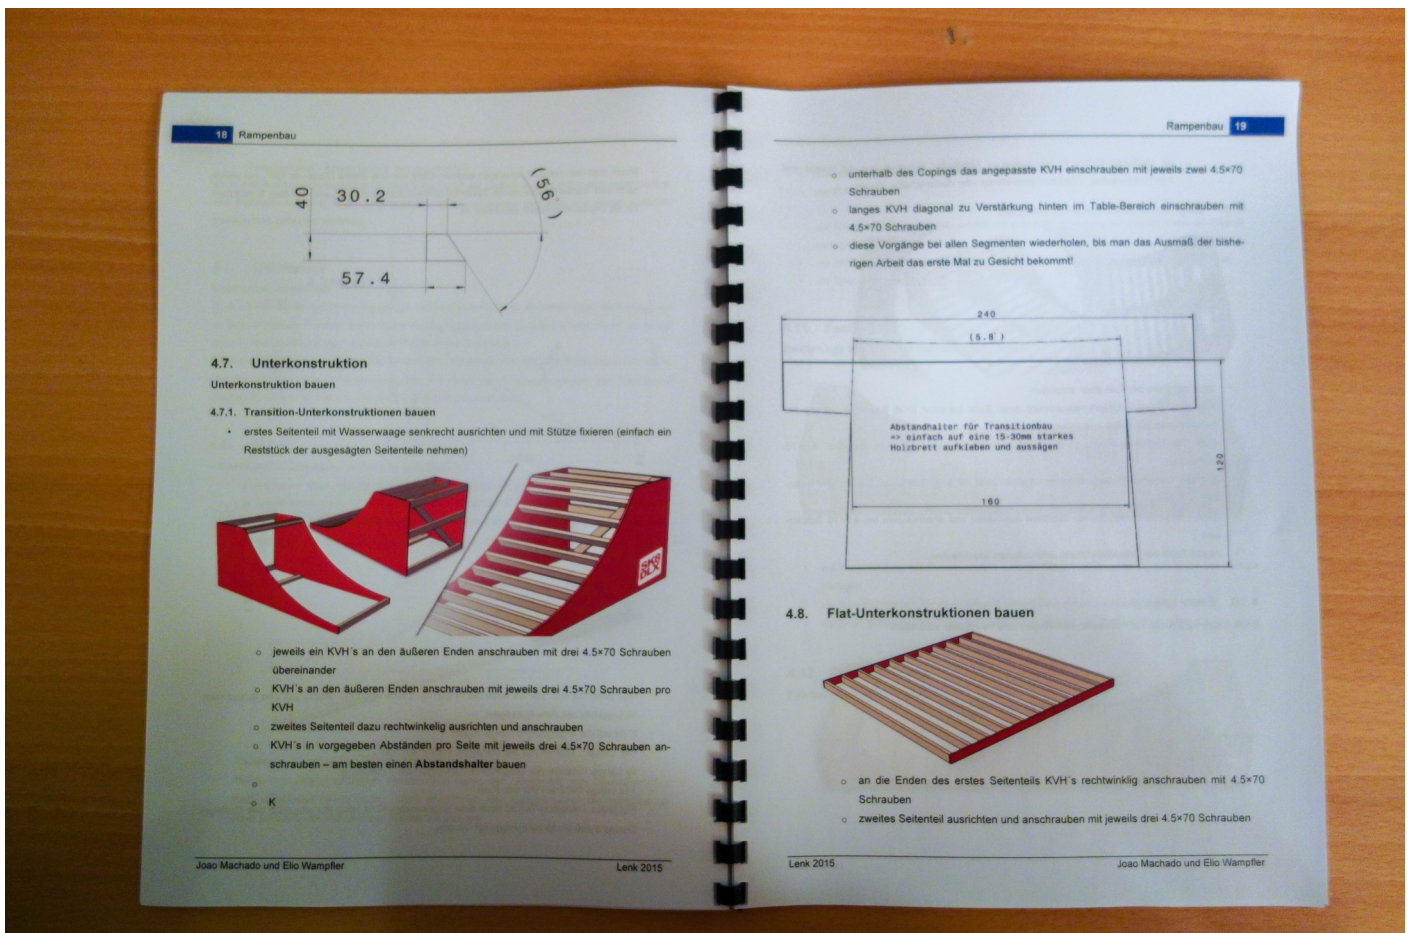 18 Rampenbau
40
30.2
(56°)
57.4
4.7. Unterkonstruktion
Unterkonstruktion bauen
4.7.1. Transition-Unterkonstruktionen bauen
• erstes Seitenteil mit Wasserwaage senkrecht ausrichten und mit Stütze fixieren (einfach ein
Reststück der ausgesägten Seitenteile nehmen)
SK8
DLX
o jeweils ein KVH´s an den äußeren Enden anschrauben mit drei 4.5×70 Schrauben
übereinander
o KVH´s an den äußeren Enden anschrauben mit jeweils drei 4.5×70 Schrauben pro
KVH
o zweites Seitenteil dazu rechtwinkelig ausrichten und anschrauben
o KVH´s in vorgegeben Abständen pro Seite mit jeweils drei 4.5×70 Schrauben an-
schrauben – am besten einen Abstandshalter bauen
o
o K
Joao Machado und Elio Wampfler Lenk 2015
Rampenbau 19
o unterhalb des Copings das angepasste KVH einschrauben mit jeweils zwei 4.5×70
Schrauben
o langes KVH diagonal zu Verstärkung hinten im Table-Bereich einschrauben mit
4.5×70 Schrauben
o diese Vorgänge bei allen Segmenten wiederholen, bis man das Ausmaß der bishe-
rigen Arbeit das erste Mal zu Gesicht bekommt!
240
(5.8°)
Abstandhalter für Transitionbau
=> einfach auf eine 15-30mm starkes
Holzbrett aufkleben und aussägen
120
160
4.8. Flat-Unterkonstruktionen bauen
o an die Enden des erstes Seitenteils KVH´s rechtwinklig anschrauben mit 4.5×70
Schrauben
o zweites Seitenteil ausrichten und anschrauben mit jeweils drei 4.5×70 Schrauben
Lenk 2015 Joao Machado und Elio Wampfler